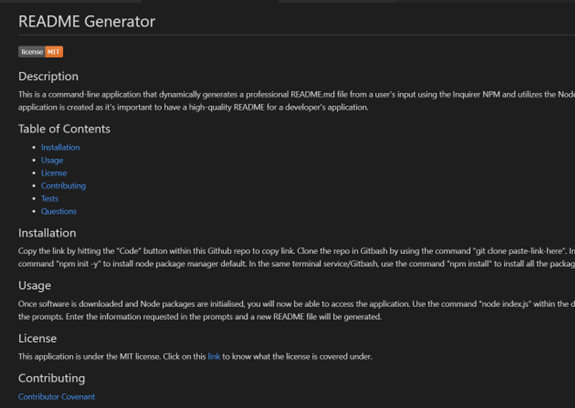 README Generator
license MIT
Description
This is a command-line application that dynamically generates a professional README.md file from a user's input using the Inquirer NPM and utilizes the Node
application is created as it's important to have a high-quality README for a developer's application.
Table of Contents
Installation
Usage
License
Contributing
Tests
Questions
Installation
Copy the link by hitting the "Code" button within this Github repo to copy link. Clone the repo in Gitbash by using the command "git clone paste-link-here". In
command "npm init -y" to install node package manager default. In the same terminal service/Gitbash, use the command "npm install" to install all the packag
Usage
Once software is downloaded and Node packages are initialised, you will now be able to access the application. Use the command "node index.js" within the d
the prompts. Enter the information requested in the prompts and a new README file will be generated.
License
This application is under the MIT license. Click on this link to know what the license is covered under.
Contributing
Contributor Covenant